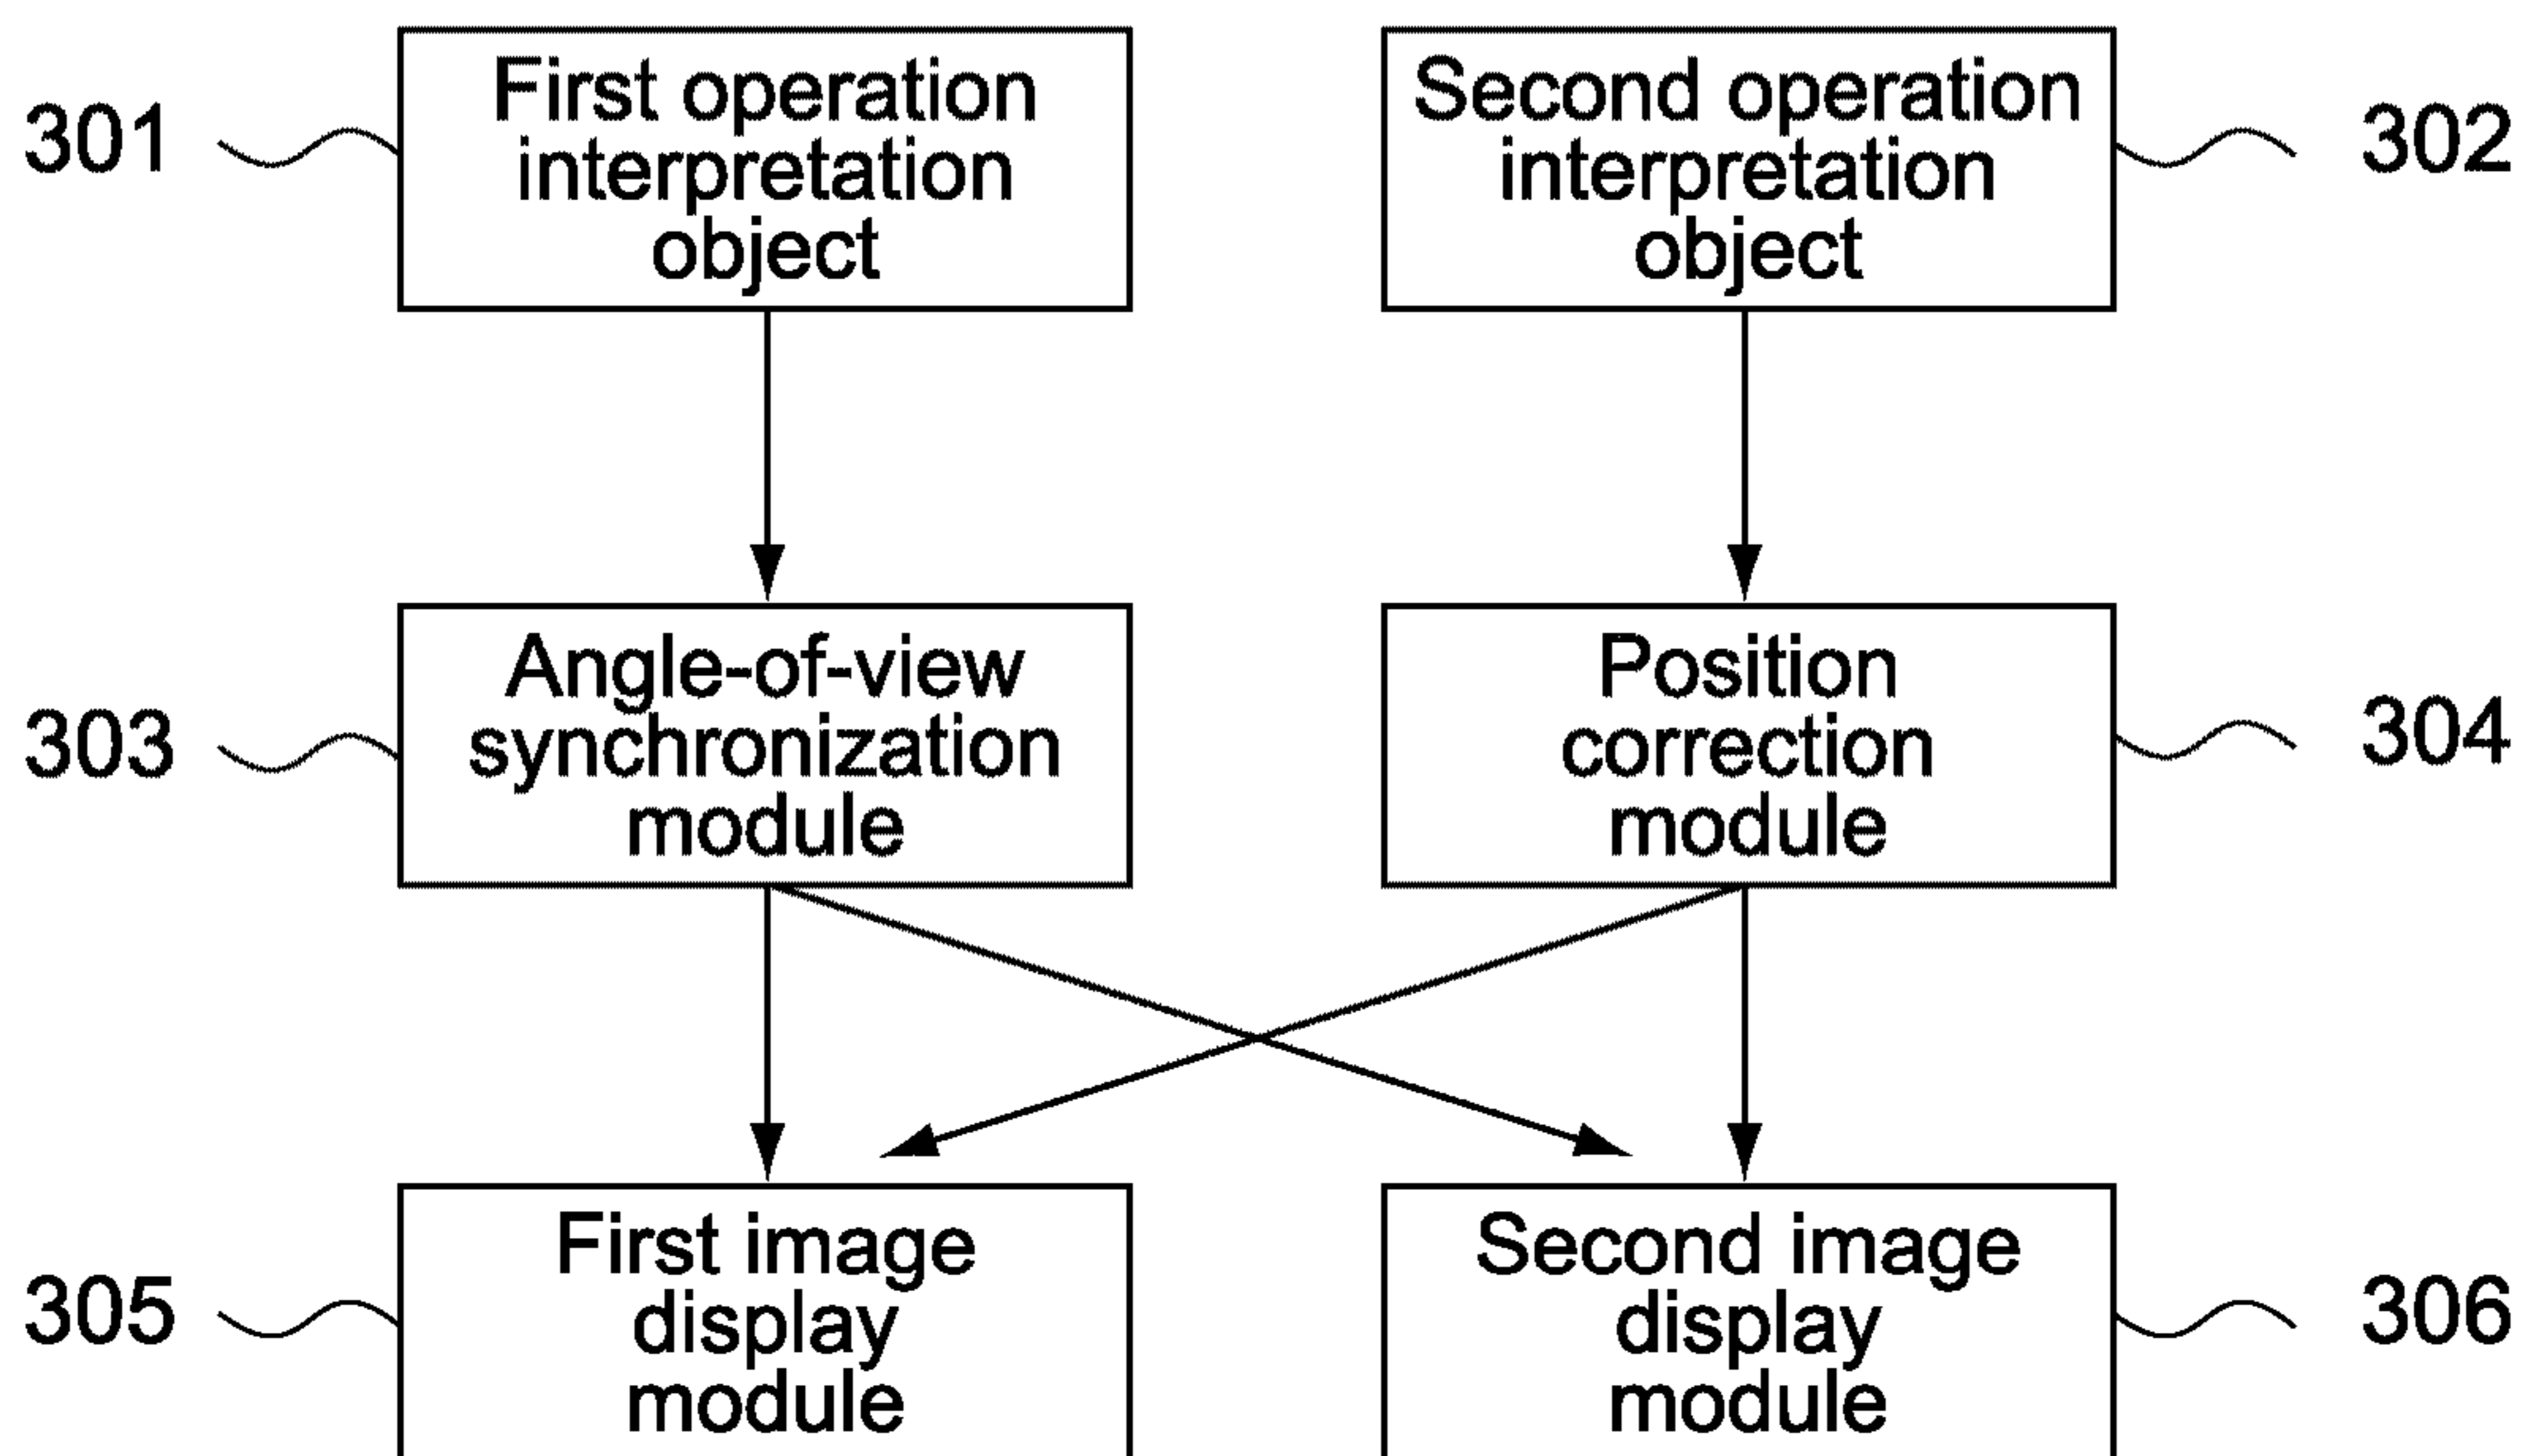 301
First operation
interpretation
object
Second operation
interpretation
object
302
303
Angle-of-view
synchronization
module
Position
correction
module
304
305
First image
display
module
Second image
display
module
306